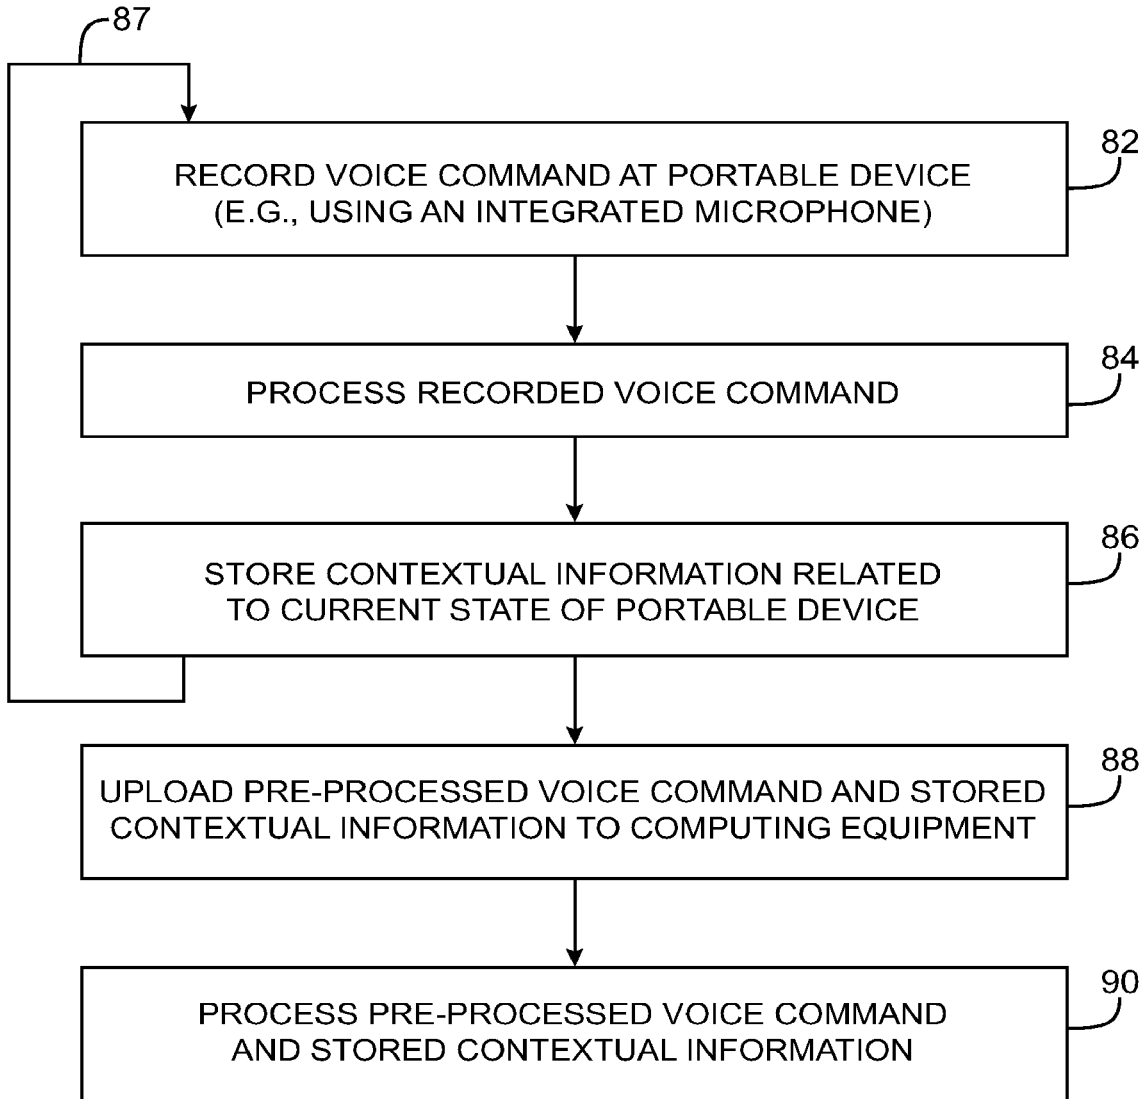 87
82
RECORD VOICE COMMAND AT PORTABLE DEVICE
(E.G., USING AN INTEGRATED MICROPHONE)
84
PROCESS RECORDED VOICE COMMAND
86
STORE CONTEXTUAL INFORMATION RELATED
TO CURRENT STATE OF PORTABLE DEVICE
88
UPLOAD PRE-PROCESSED VOICE COMMAND AND STORED
CONTEXTUAL INFORMATION TO COMPUTING EQUIPMENT
90
PROCESS PRE-PROCESSED VOICE COMMAND
AND STORED CONTEXTUAL INFORMATION